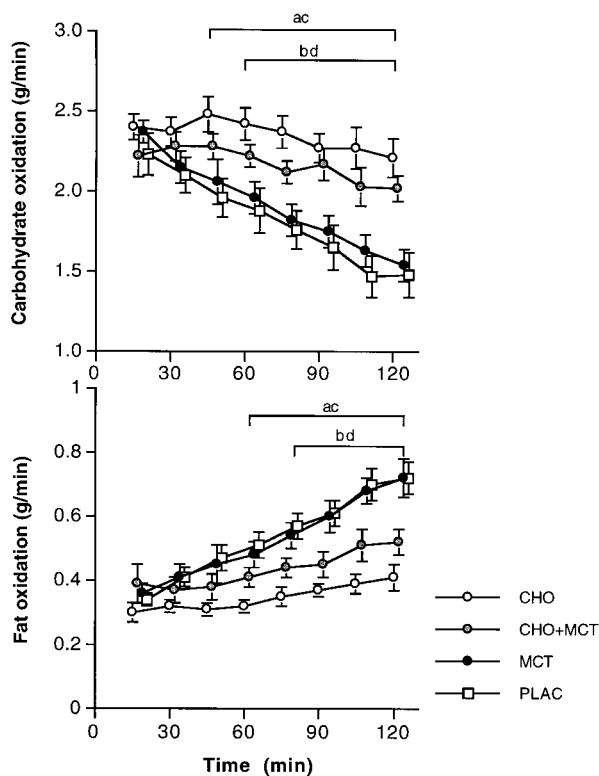 ac
bd
3.0
2.5
2.0
1.5
1.0
Carbohydrate oxidation (g/min)
0 30 60 90 120
ac
bd
1
0.8
0.6
0.4
0.2
0
Fat oxidation (g/min)
0 30 60 90 120
Time (min)
CHO
CHO+MCT
MCT
PLAC